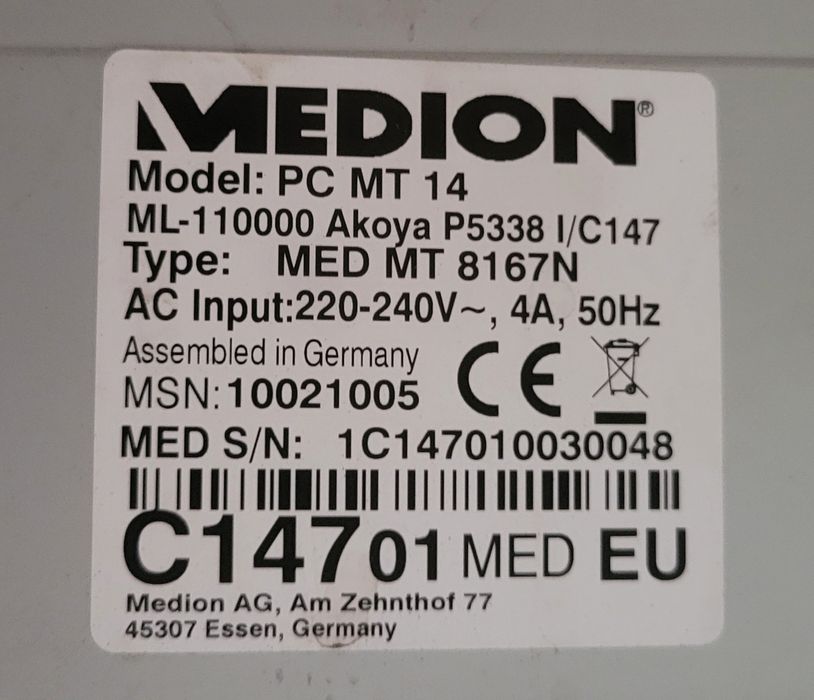 MEDION®
Model: PC MT 14
ML-110000 Akoya P5338 I/C147
Type: MED MT 8167N
AC Input:220-240V~, 4A, 50Hz
Assembled in Germany
CE
MSN: 10021005
MED S/N: 1C147010030048
C14701 MED EU
Medion AG, Am Zehnthof 77
45307 Essen, Germany